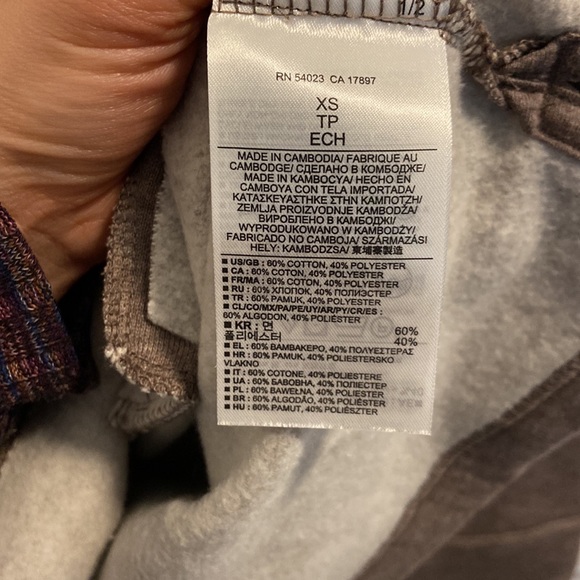 1/2
RN 54023 CA 17897
XS
TP
ECH
MADE IN CAMBODIA/ FABRIQUE AU
CAMBODGE/ СДЕЛАНО В КОМБОДЖЕ/
MADE IN KAMBOCYA/ HECHO EN
CAMBOYA CON TELA IMPORTADA/
ΚΑΤΑΣΚΕΥΑΣΤΗΚΕ ΣΤΗΝ ΚΑΜΠΟΤΖΗ/
ZEMLJA PROIZVODNJE KAMBODŽA/
ВИРОБЛЕНО В КАМБОДЖІ/
WYPRODUKOWANO W KAMBODŻY/
FABRICADO NO CAMBOJA/ SZÁRMAZÁSI
HELY: KAMBODZSA/ 柬埔寨製造
■ US/GB : 60% COTTON, 40% POLYESTER
■ CA : 60% COTON, 40% POLYESTER
■ FR/MA : 60% COTON, 40% POLYESTER
■ RU : 60% ХЛОПОК, 40% ПОЛИЭСТЕР
■ TR : 60% PAMUK, 40% POLYESTER
■ CL/CO/MX/PA/PE/UY/AR/PY/CR/ES :
60% ALGODON, 40% POLIÉSTER
■ KR : 면 60%
폴리에스터 40%
■ EL : 60% ΒΑΜΒΑΚΕΡΟ, 40% ΠΟΛΥΕΣΤΕΡΑΣ
■ HR : 60% PAMUK, 40% POLIESTERSKO
VLAKNO
■ IT : 60% COTONE, 40% POLIESTERE
■ UA : 60% БАВОВНА, 40% ПОЛІЕСТЕР
■ PL : 60% BAWEŁNA, 40% POLIESTER
■ BR : 60% ALGODÃO, 40% POLIÉSTER
■ HU : 60% PAMUT, 40% POLIÉSZTER